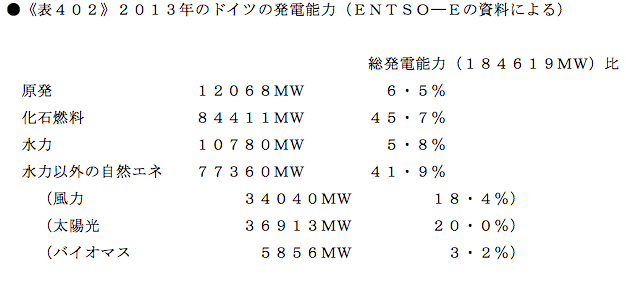 ●《表４０２》２０１３年のドイツの発電能力（ＥＮＴＳＯ―Ｅの資料による）
総発電能力（１８４６１９ＭＷ）比
原発　１２０６８ＭＷ　６・５％
化石燃料　８４４１１ＭＷ　４５・７％
水力　１０７８０ＭＷ　５・８％
水力以外の自然エネ　７７３６０ＭＷ　４１・９％
（風力　３４０４０ＭＷ　１８・４％）
（太陽光　３６９１３ＭＷ　２０・０％）
（バイオマス　５８５６ＭＷ　３・２％）